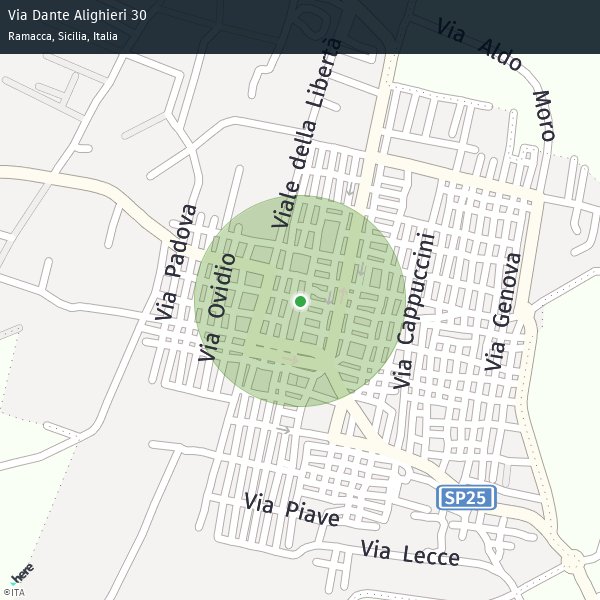 Via Dante Alighieri 30
Ramacca, Sicilia, Italia
Via Aldo Moro
Viale della Libertà
Via Padova
Via Ovidio
Via Cappuccini
Via Genova
SP25
Via Piave
Via Lecce
here
©ITA